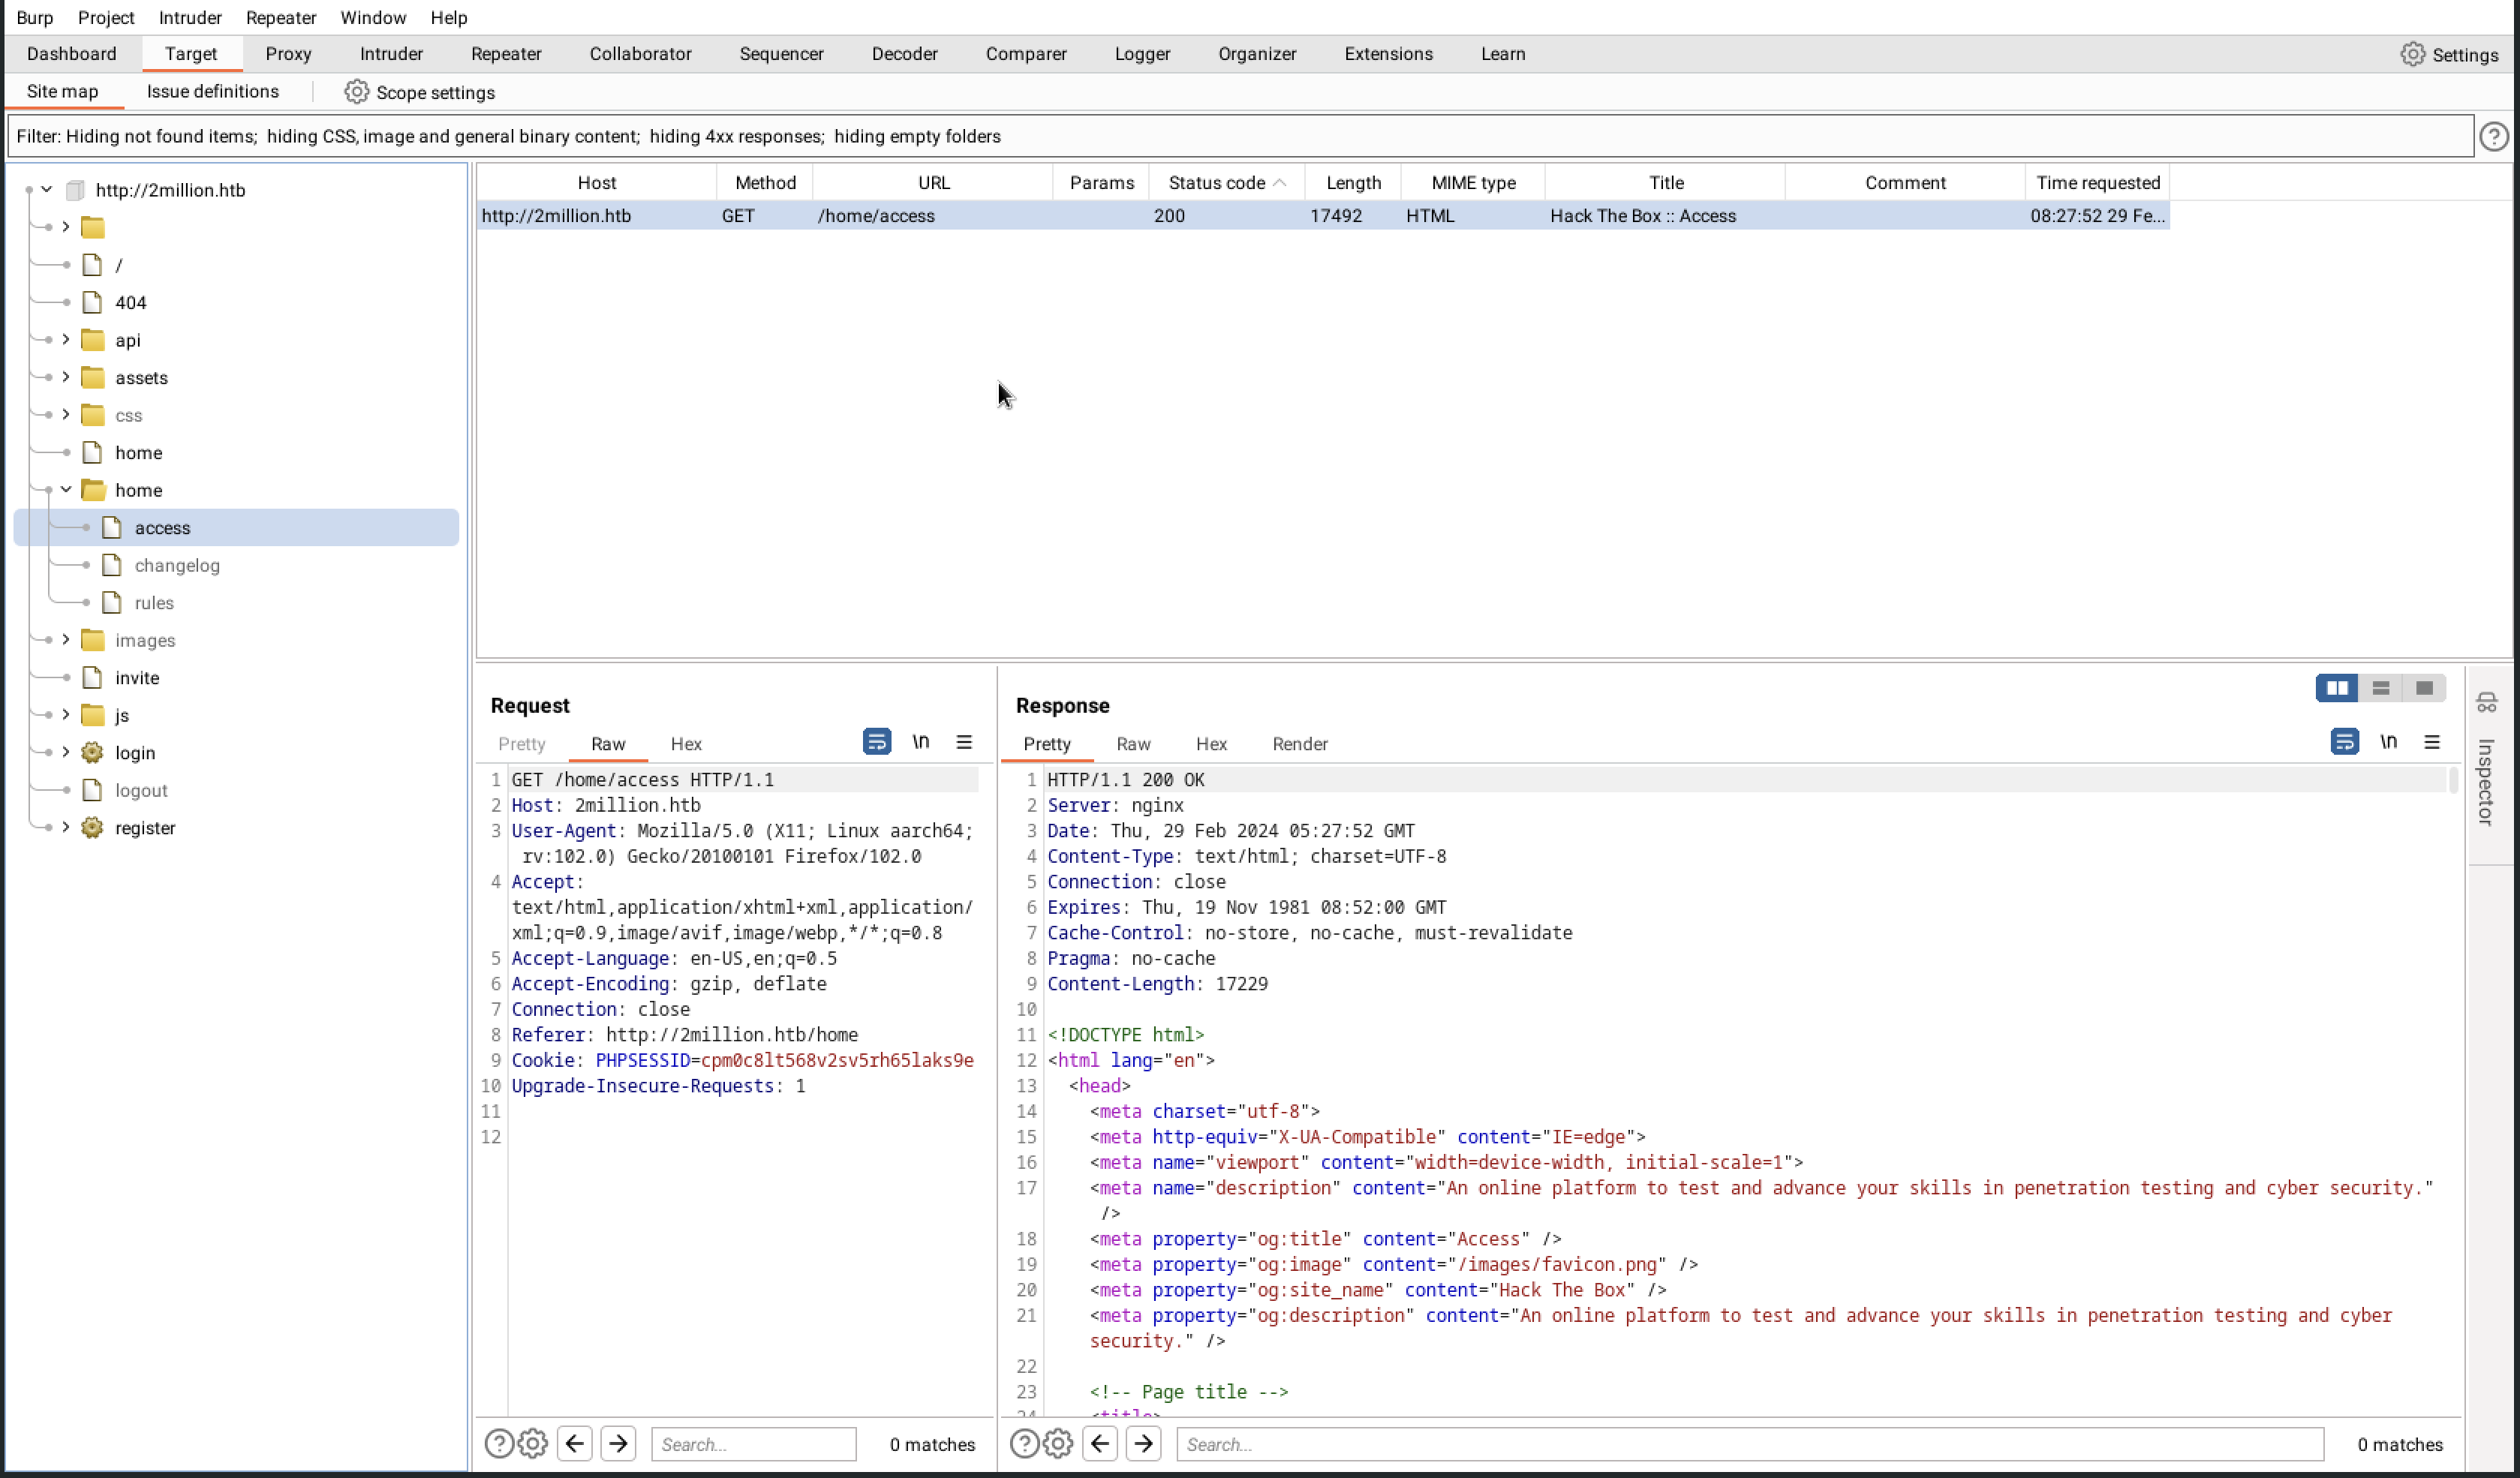 Burp Project Intruder Repeater Window Help
Dashboard Target Proxy Intruder Repeater Collaborator Sequencer Decoder Comparer Logger Organizer Extensions Learn Settings
Site map Issue definitions Scope settings
Filter: Hiding not found items; hiding CSS, image and general binary content; hiding 4xx responses; hiding empty folders
http://2million.htb
/
404
api
assets
css
home
home
access
changelog
rules
images
invite
js
login
logout
register
Host Method URL Params Status code Length MIME type Title Comment Time requested
http://2million.htb GET /home/access 200 17492 HTML Hack The Box :: Access 08:27:52 29 Fe...
Request
Pretty Raw Hex \n
1 GET /home/access HTTP/1.1
2 Host: 2million.htb
3 User-Agent: Mozilla/5.0 (X11; Linux aarch64;
rv:102.0) Gecko/20100101 Firefox/102.0
4 Accept:
text/html,application/xhtml+xml,application/
xml;q=0.9,image/avif,image/webp,*/*;q=0.8
5 Accept-Language: en-US,en;q=0.5
6 Accept-Encoding: gzip, deflate
7 Connection: close
8 Referer: http://2million.htb/home
9 Cookie: PHPSESSID=cpm0c8lt568v2sv5rh65laks9e
10 Upgrade-Insecure-Requests: 1
11
12
Search... 0 matches
Response
Pretty Raw Hex Render \n
1 HTTP/1.1 200 OK
2 Server: nginx
3 Date: Thu, 29 Feb 2024 05:27:52 GMT
4 Content-Type: text/html; charset=UTF-8
5 Connection: close
6 Expires: Thu, 19 Nov 1981 08:52:00 GMT
7 Cache-Control: no-store, no-cache, must-revalidate
8 Pragma: no-cache
9 Content-Length: 17229
10
11 <!DOCTYPE html>
12 <html lang="en">
13 <head>
14 <meta charset="utf-8">
15 <meta http-equiv="X-UA-Compatible" content="IE=edge">
16 <meta name="viewport" content="width=device-width, initial-scale=1">
17 <meta name="description" content="An online platform to test and advance your skills in penetration testing and cyber security."
/>
18 <meta property="og:title" content="Access" />
19 <meta property="og:image" content="/images/favicon.png" />
20 <meta property="og:site_name" content="Hack The Box" />
21 <meta property="og:description" content="An online platform to test and advance your skills in penetration testing and cyber
security." />
22
23 <!-- Page title -->
24 <title>
Search... 0 matches
Inspector